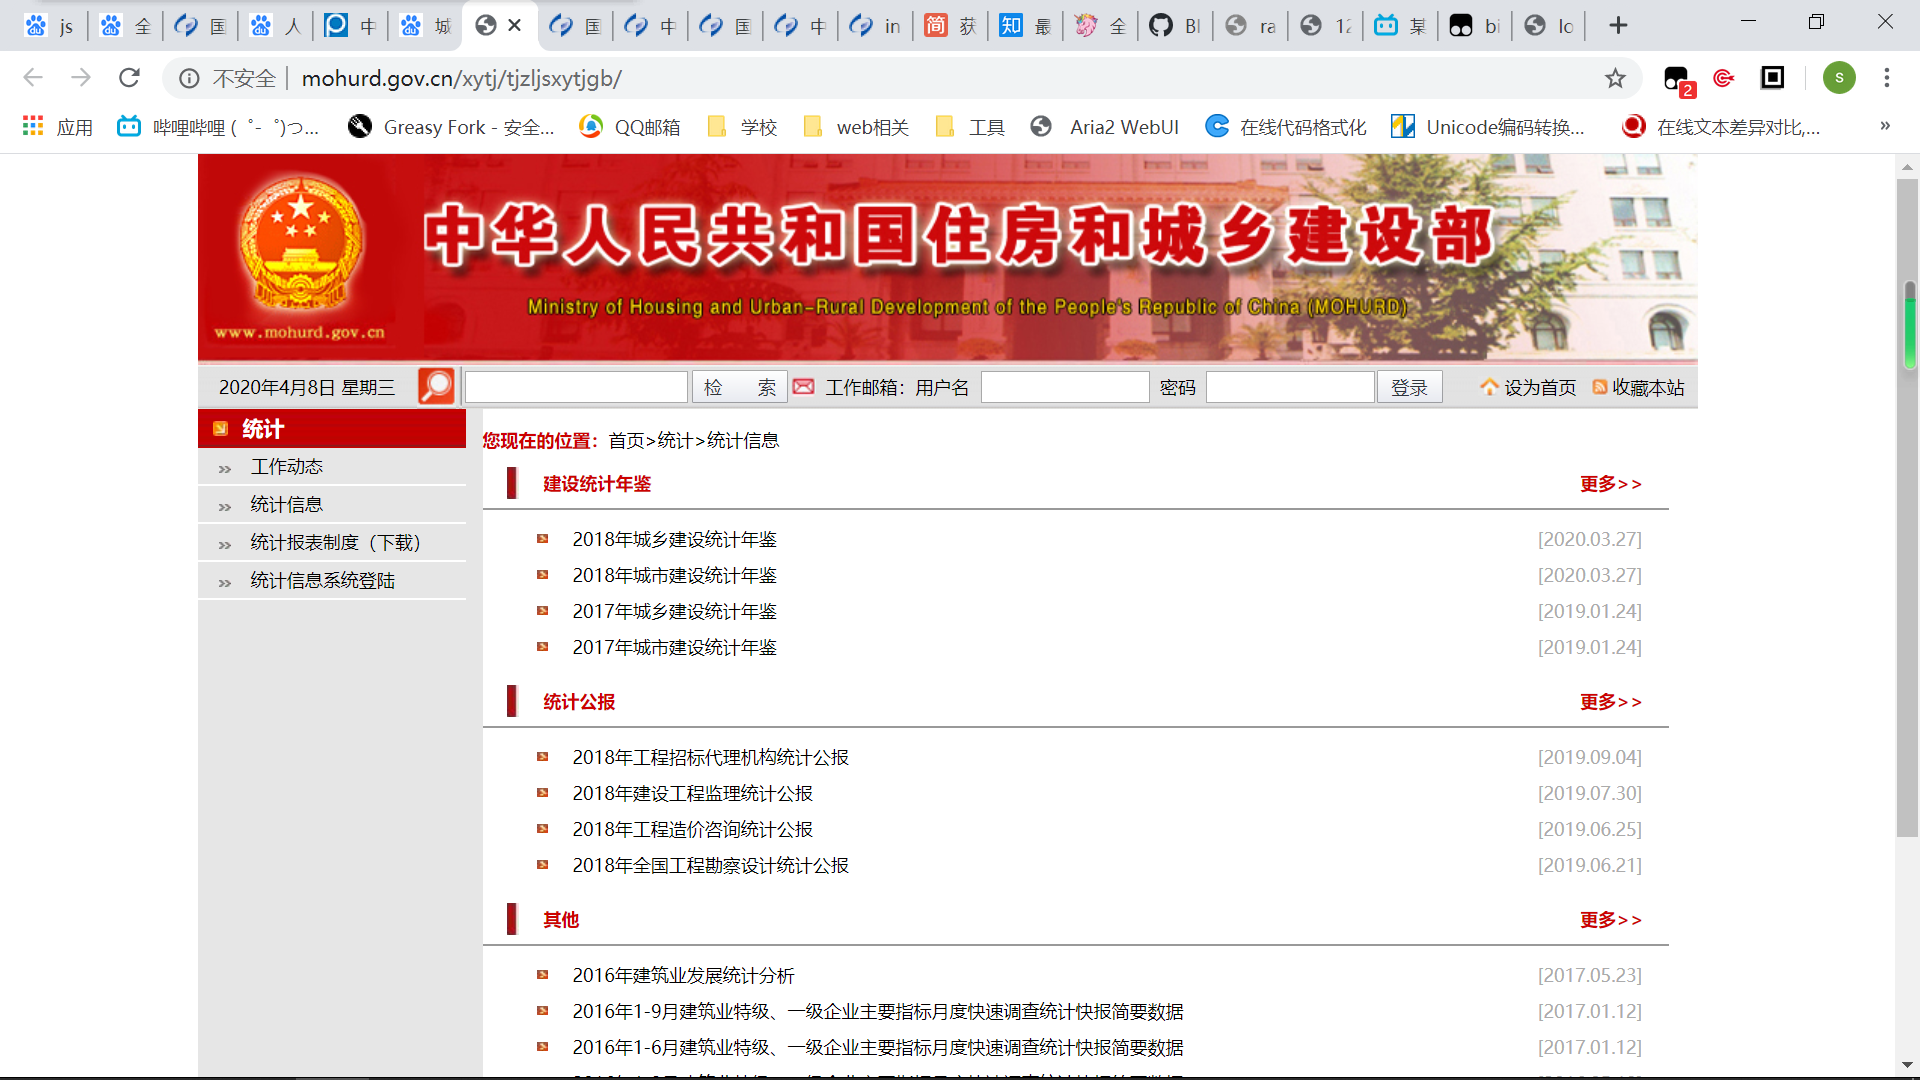 js 全 国 人 中 城 国 中 国 中 in 获 最 全 Bl ra 12 某 bi lo
不安全 mohurd.gov.cn/xytj/tjzljsxytjgb/
应用 哔哩哔哩 (゜-゜)つ... Greasy Fork - 安全... QQ邮箱 学校 web相关 工具 Aria2 WebUI 在线代码格式化 Unicode编码转换... 在线文本差异对比,... »
中华人民共和国住房和城乡建设部
Ministry of Housing and Urban-Rural Development of the People's Republic of China (MOHURD)
www.mohurd.gov.cn
2020年4月8日 星期三 检 索 工作邮箱：用户名 密码 登录 设为首页 收藏本站
统计
工作动态
统计信息
统计报表制度（下载）
统计信息系统登陆
您现在的位置：首页>统计>统计信息
建设统计年鉴 更多>>
2018年城乡建设统计年鉴 [2020.03.27]
2018年城市建设统计年鉴 [2020.03.27]
2017年城乡建设统计年鉴 [2019.01.24]
2017年城市建设统计年鉴 [2019.01.24]
统计公报 更多>>
2018年工程招标代理机构统计公报 [2019.09.04]
2018年建设工程监理统计公报 [2019.07.30]
2018年工程造价咨询统计公报 [2019.06.25]
2018年全国工程勘察设计统计公报 [2019.06.21]
其他 更多>>
2016年建筑业发展统计分析 [2017.05.23]
2016年1-9月建筑业特级、一级企业主要指标月度快速调查统计快报简要数据 [2017.01.12]
2016年1-6月建筑业特级、一级企业主要指标月度快速调查统计快报简要数据 [2017.01.12]